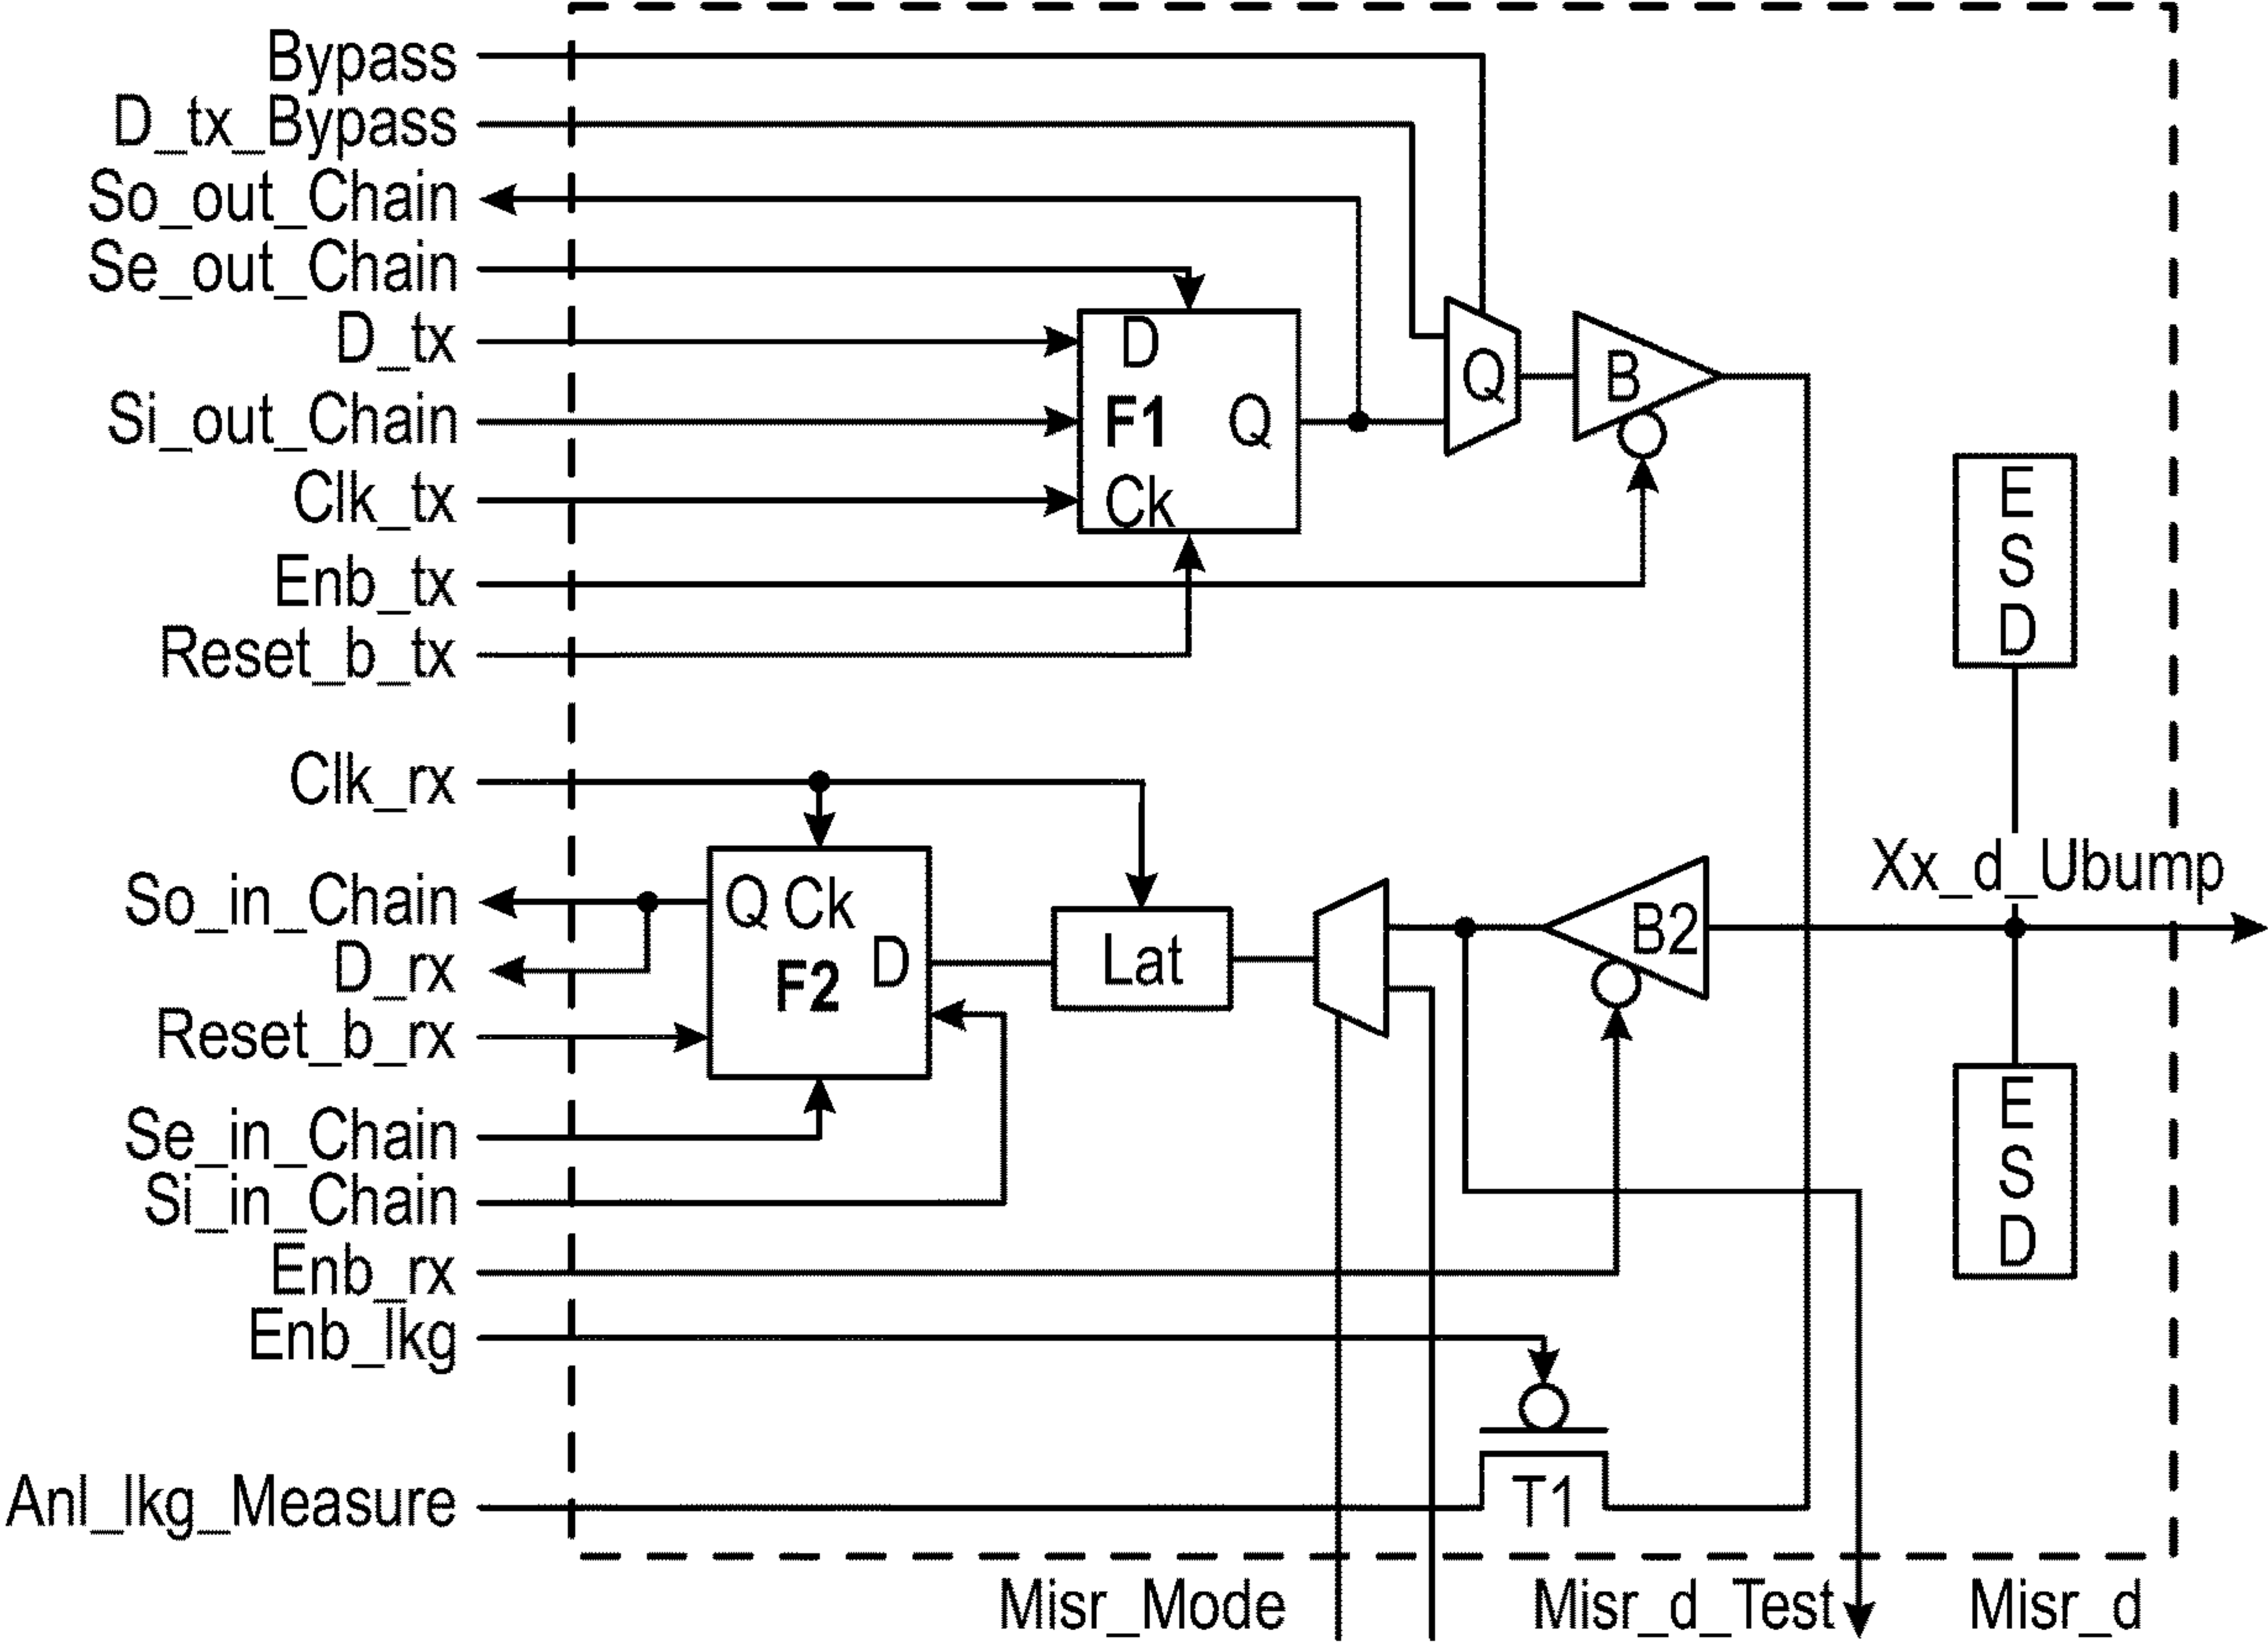 Bypass
D_tx_Bypass
So_out_Chain
Se_out_Chain
D_tx
Si_out_Chain
Clk_tx
Enb_tx
Reset_b_tx
D
F1
Q
Ck
Q
B
E
S
D
Clk_rx
So_in_Chain
D_rx
Reset_b_rx
Se_in_Chain
Si_in_Chain
Enb_rx
Enb_lkg
Anl_lkg_Measure
Q Ck
D
F2
Lat
B2
Xx_d_Ubump
E
S
D
T1
Misr_Mode
Misr_d_Test
Misr_d